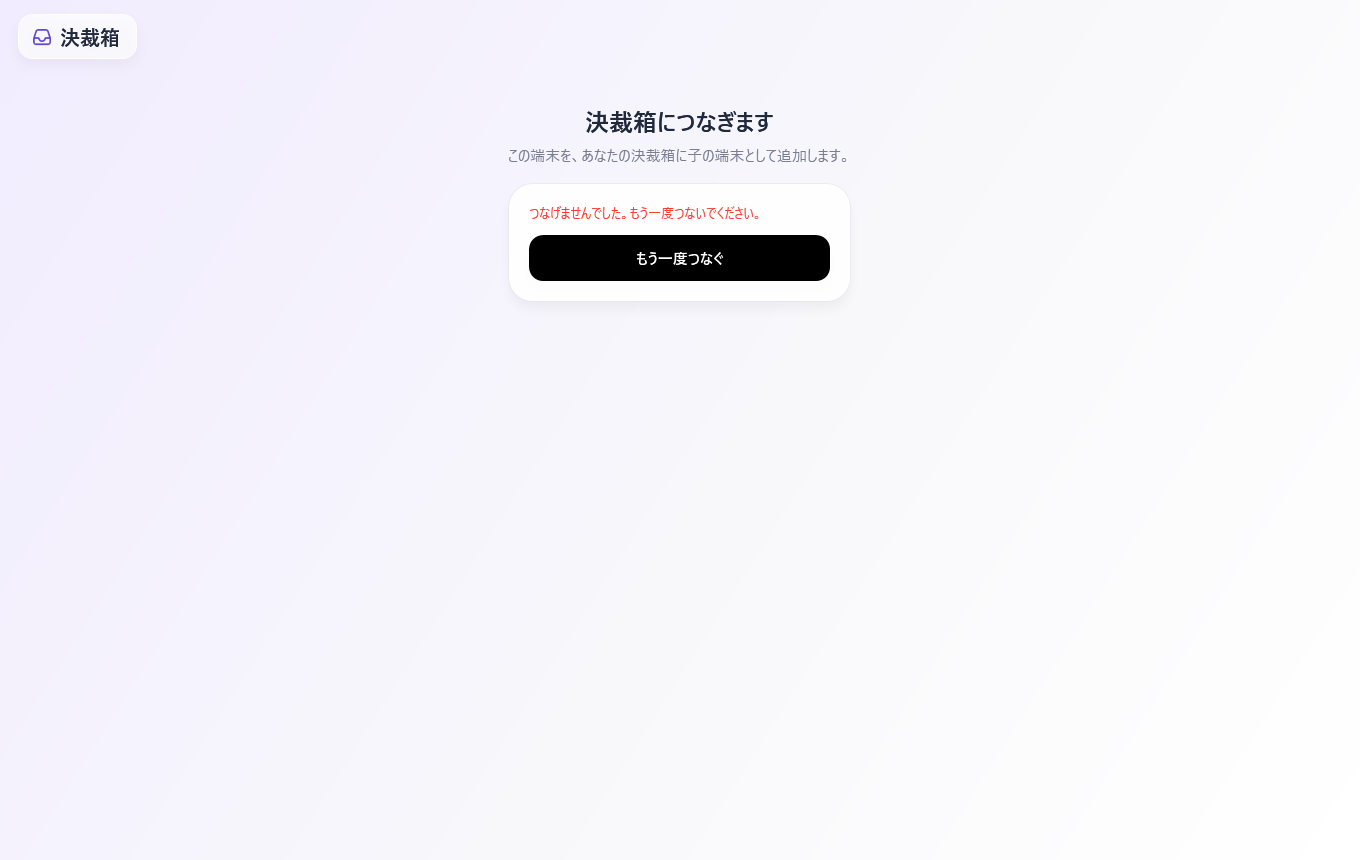 決裁箱
決裁箱につなぎます
この端末を、あなたの決裁箱に子の端末として追加します。
つなげませんでした。もう一度つないでください。
もう一度つなぐ